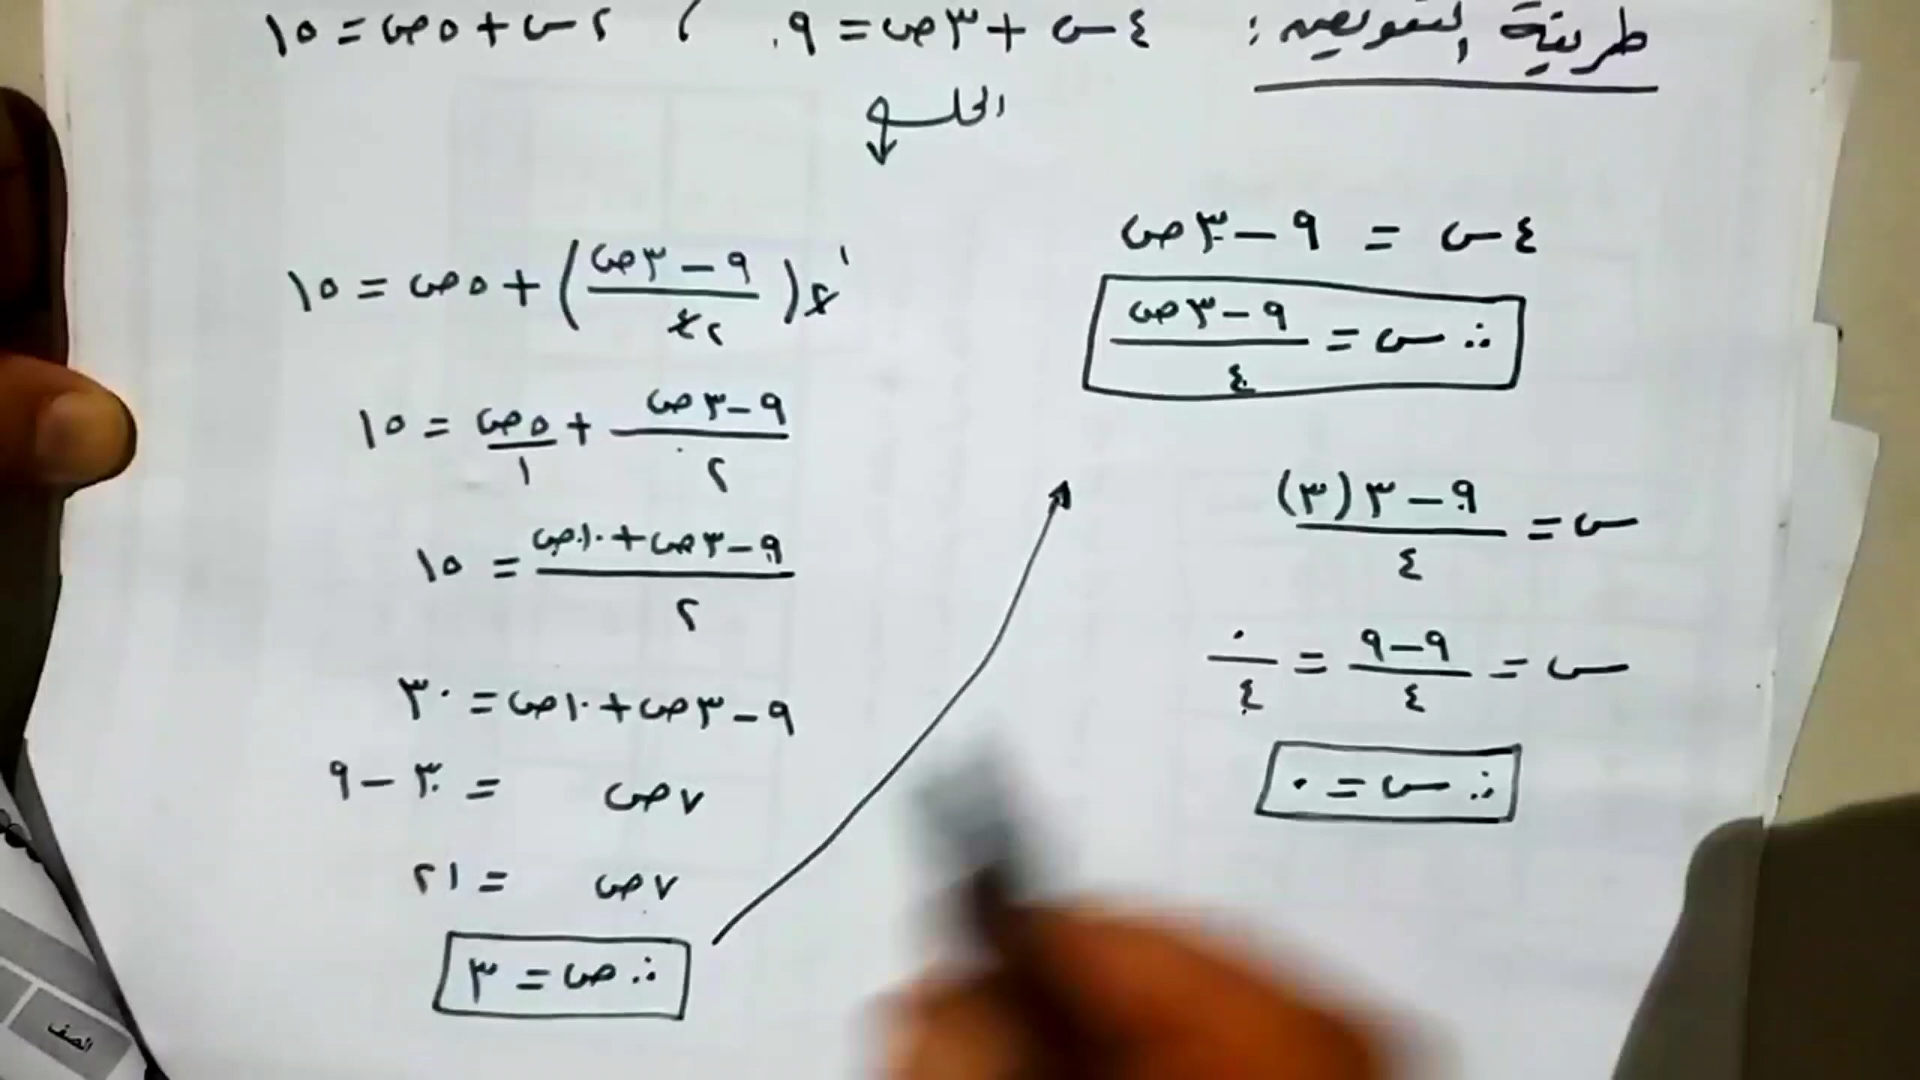 طريقة التعويض: ٤س + ٣ص = ٩ ، ٢س + ٥ص = ١٥
الحل
٤س = ٩ − ٣ص
∴ س = (٩ − ٣ص)/٤
٢((٩ − ٣ص)/٤) + ٥ص = ١٥
(٩ − ٣ص)/٢ + ٥ص/١ = ١٥
(٩ − ٣ص + ١٠ص)/٢ = ١٥
٩ − ٣ص + ١٠ص = ٣٠
٧ص = ٣٠ − ٩
٧ص = ٢١
∴ ص = ٣
س = (٩ − ٣(٣))/٤
س = (٩ − ٩)/٤ = ٠/٤
∴ س = ٠
الصف